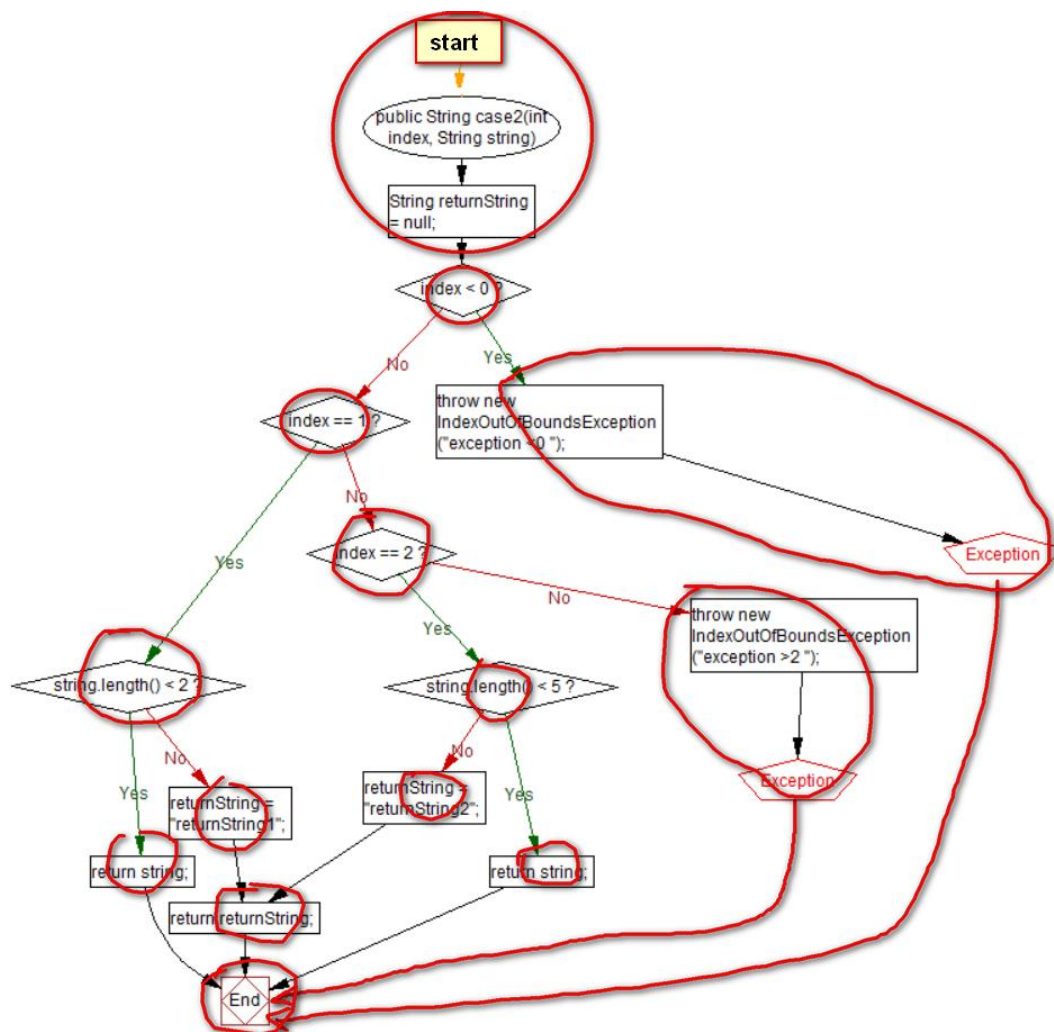 start
public String case2(int
index, String string)
String returnString
= null;
index < 0 ?
No
Yes
index == 1 ?
throw new
IndexOutOfBoundsException
("exception <0 ");
No
Yes
index == 2 ?
Exception
No
Yes
throw new
IndexOutOfBoundsException
("exception >2 ");
string.length() < 2 ?
string.length() < 5 ?
No
No
Yes
Yes
Exception
returnString =
"returnString1";
returnString =
"returnString2";
return string;
return string;
return returnString;
End